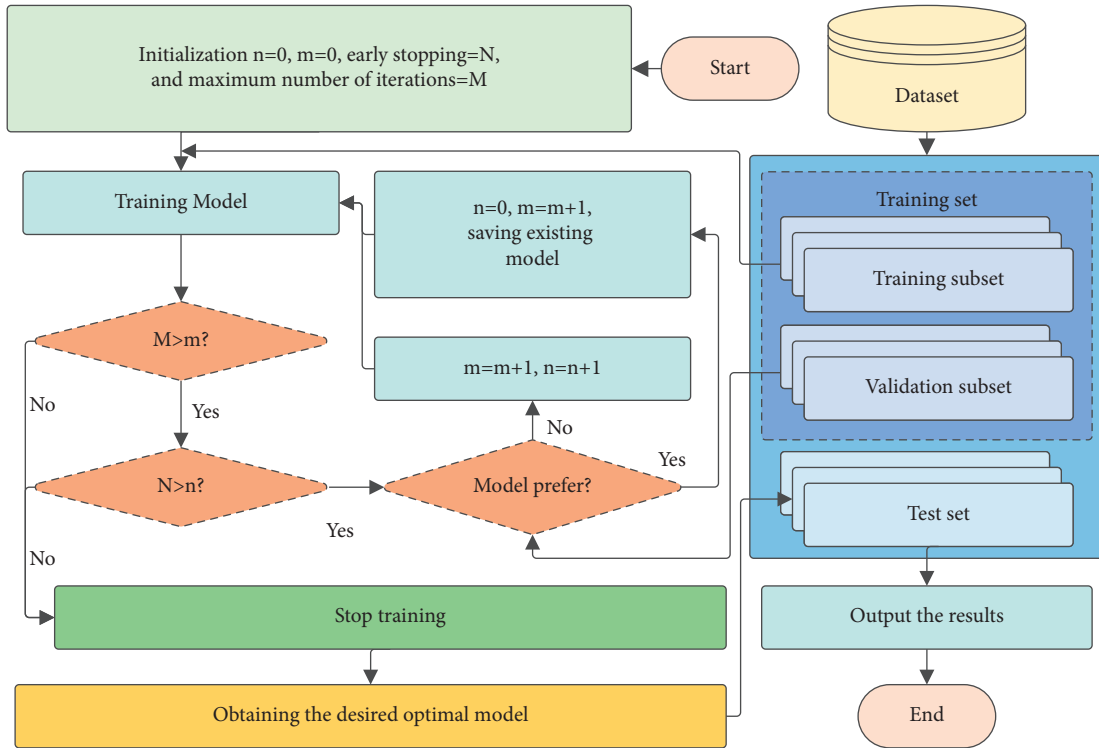 Initialization n=0, m=0, early stopping=N,
and maximum number of iterations=M
Start
Dataset
Training Model
n=0, m=m+1,
saving existing
model
Training set
Training subset
M>m?
m=m+1, n=n+1
Validation subset
No
Yes
No
Yes
N>n?
Model prefer?
Test set
Yes
No
Stop training
Output the results
Obtaining the desired optimal model
End